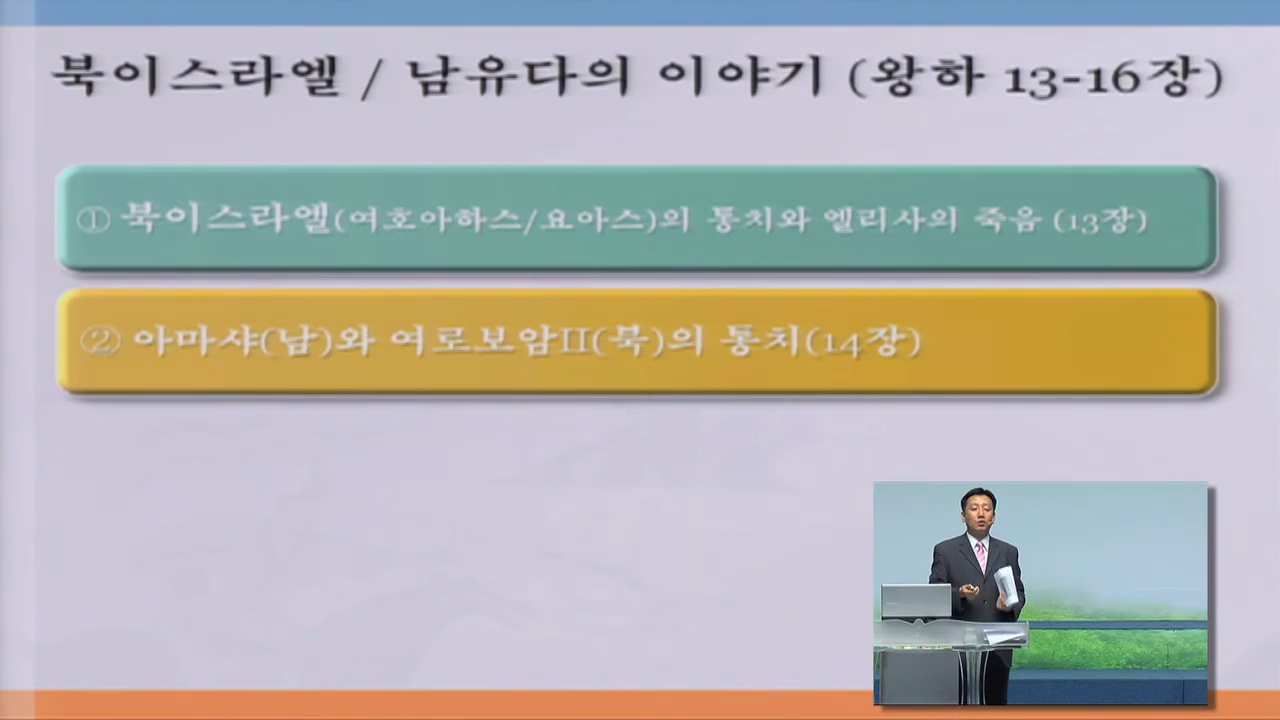 북이스라엘 / 남유다의 이야기 (왕하 13-16장)
① 북이스라엘(여호아하스/요아스)의 통치와 엘리사의 죽음 (13장)
② 아마샤(남)와 여로보암II(북)의 통치(14장)